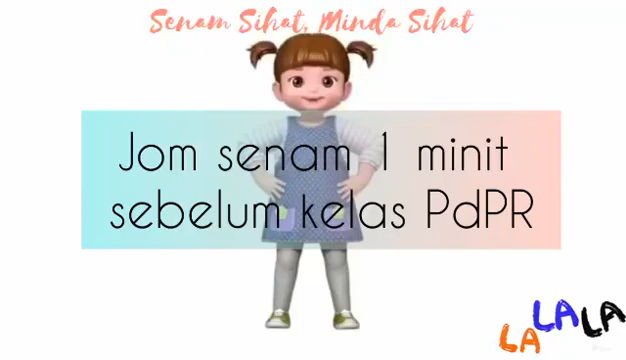 Senam Sihat, Minda Sihat
Jom senam 1 minit
sebelum kelas PdPR
LA LA LA